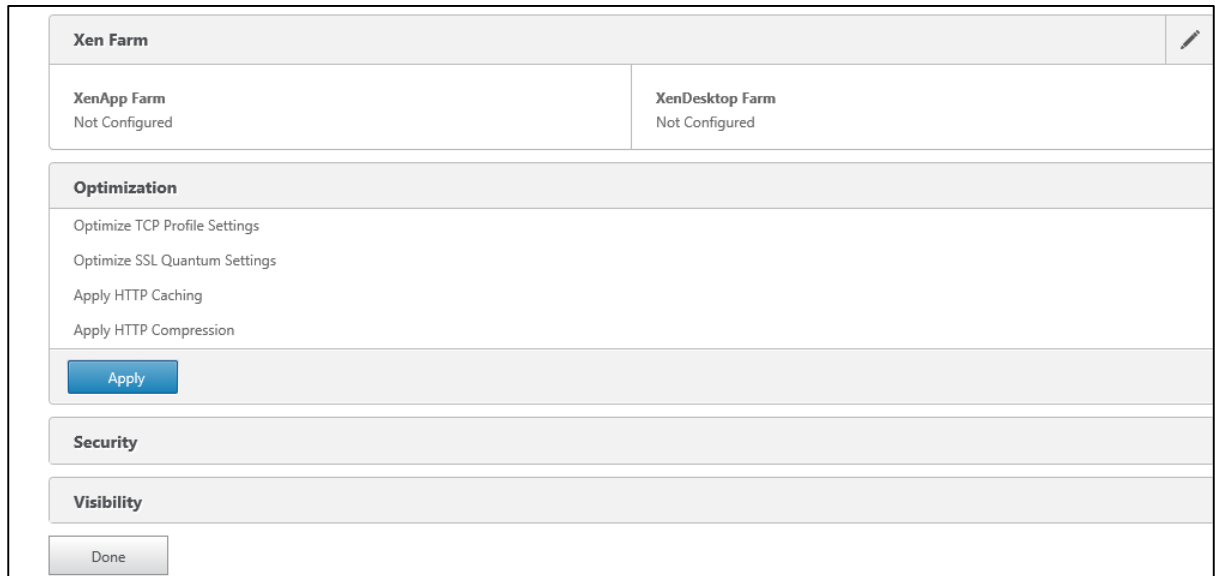 Xen Farm
XenApp Farm
Not Configured
XenDesktop Farm
Not Configured
Optimization
Optimize TCP Profile Settings
Optimize SSL Quantum Settings
Apply HTTP Caching
Apply HTTP Compression
Apply
Security
Visibility
Done